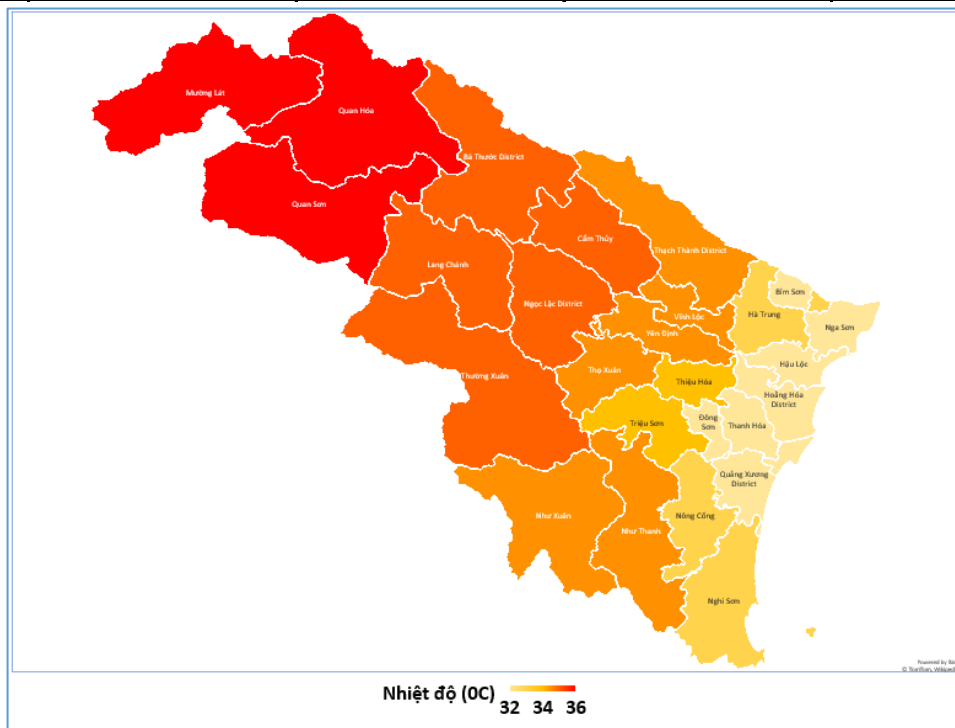 Mường Lát
Quan Hóa
Bá Thước District
Quan Sơn
Cẩm Thủy
Thạch Thành District
Lang Chánh
Bỉm Sơn
Ngọc Lặc District
Hà Trung
Vĩnh Lộc
Nga Sơn
Yên Định
Hậu Lộc
Thọ Xuân
Thường Xuân
Thiệu Hóa
Hoằng Hóa
District
Đông
Sơn
Triệu Sơn
Thanh Hóa
Quảng Xương
District
Như Xuân
Nông Cống
Như Thanh
Nghi Sơn
Powered by
© TomTom,
Nhiệt độ (0C)
32 34 36